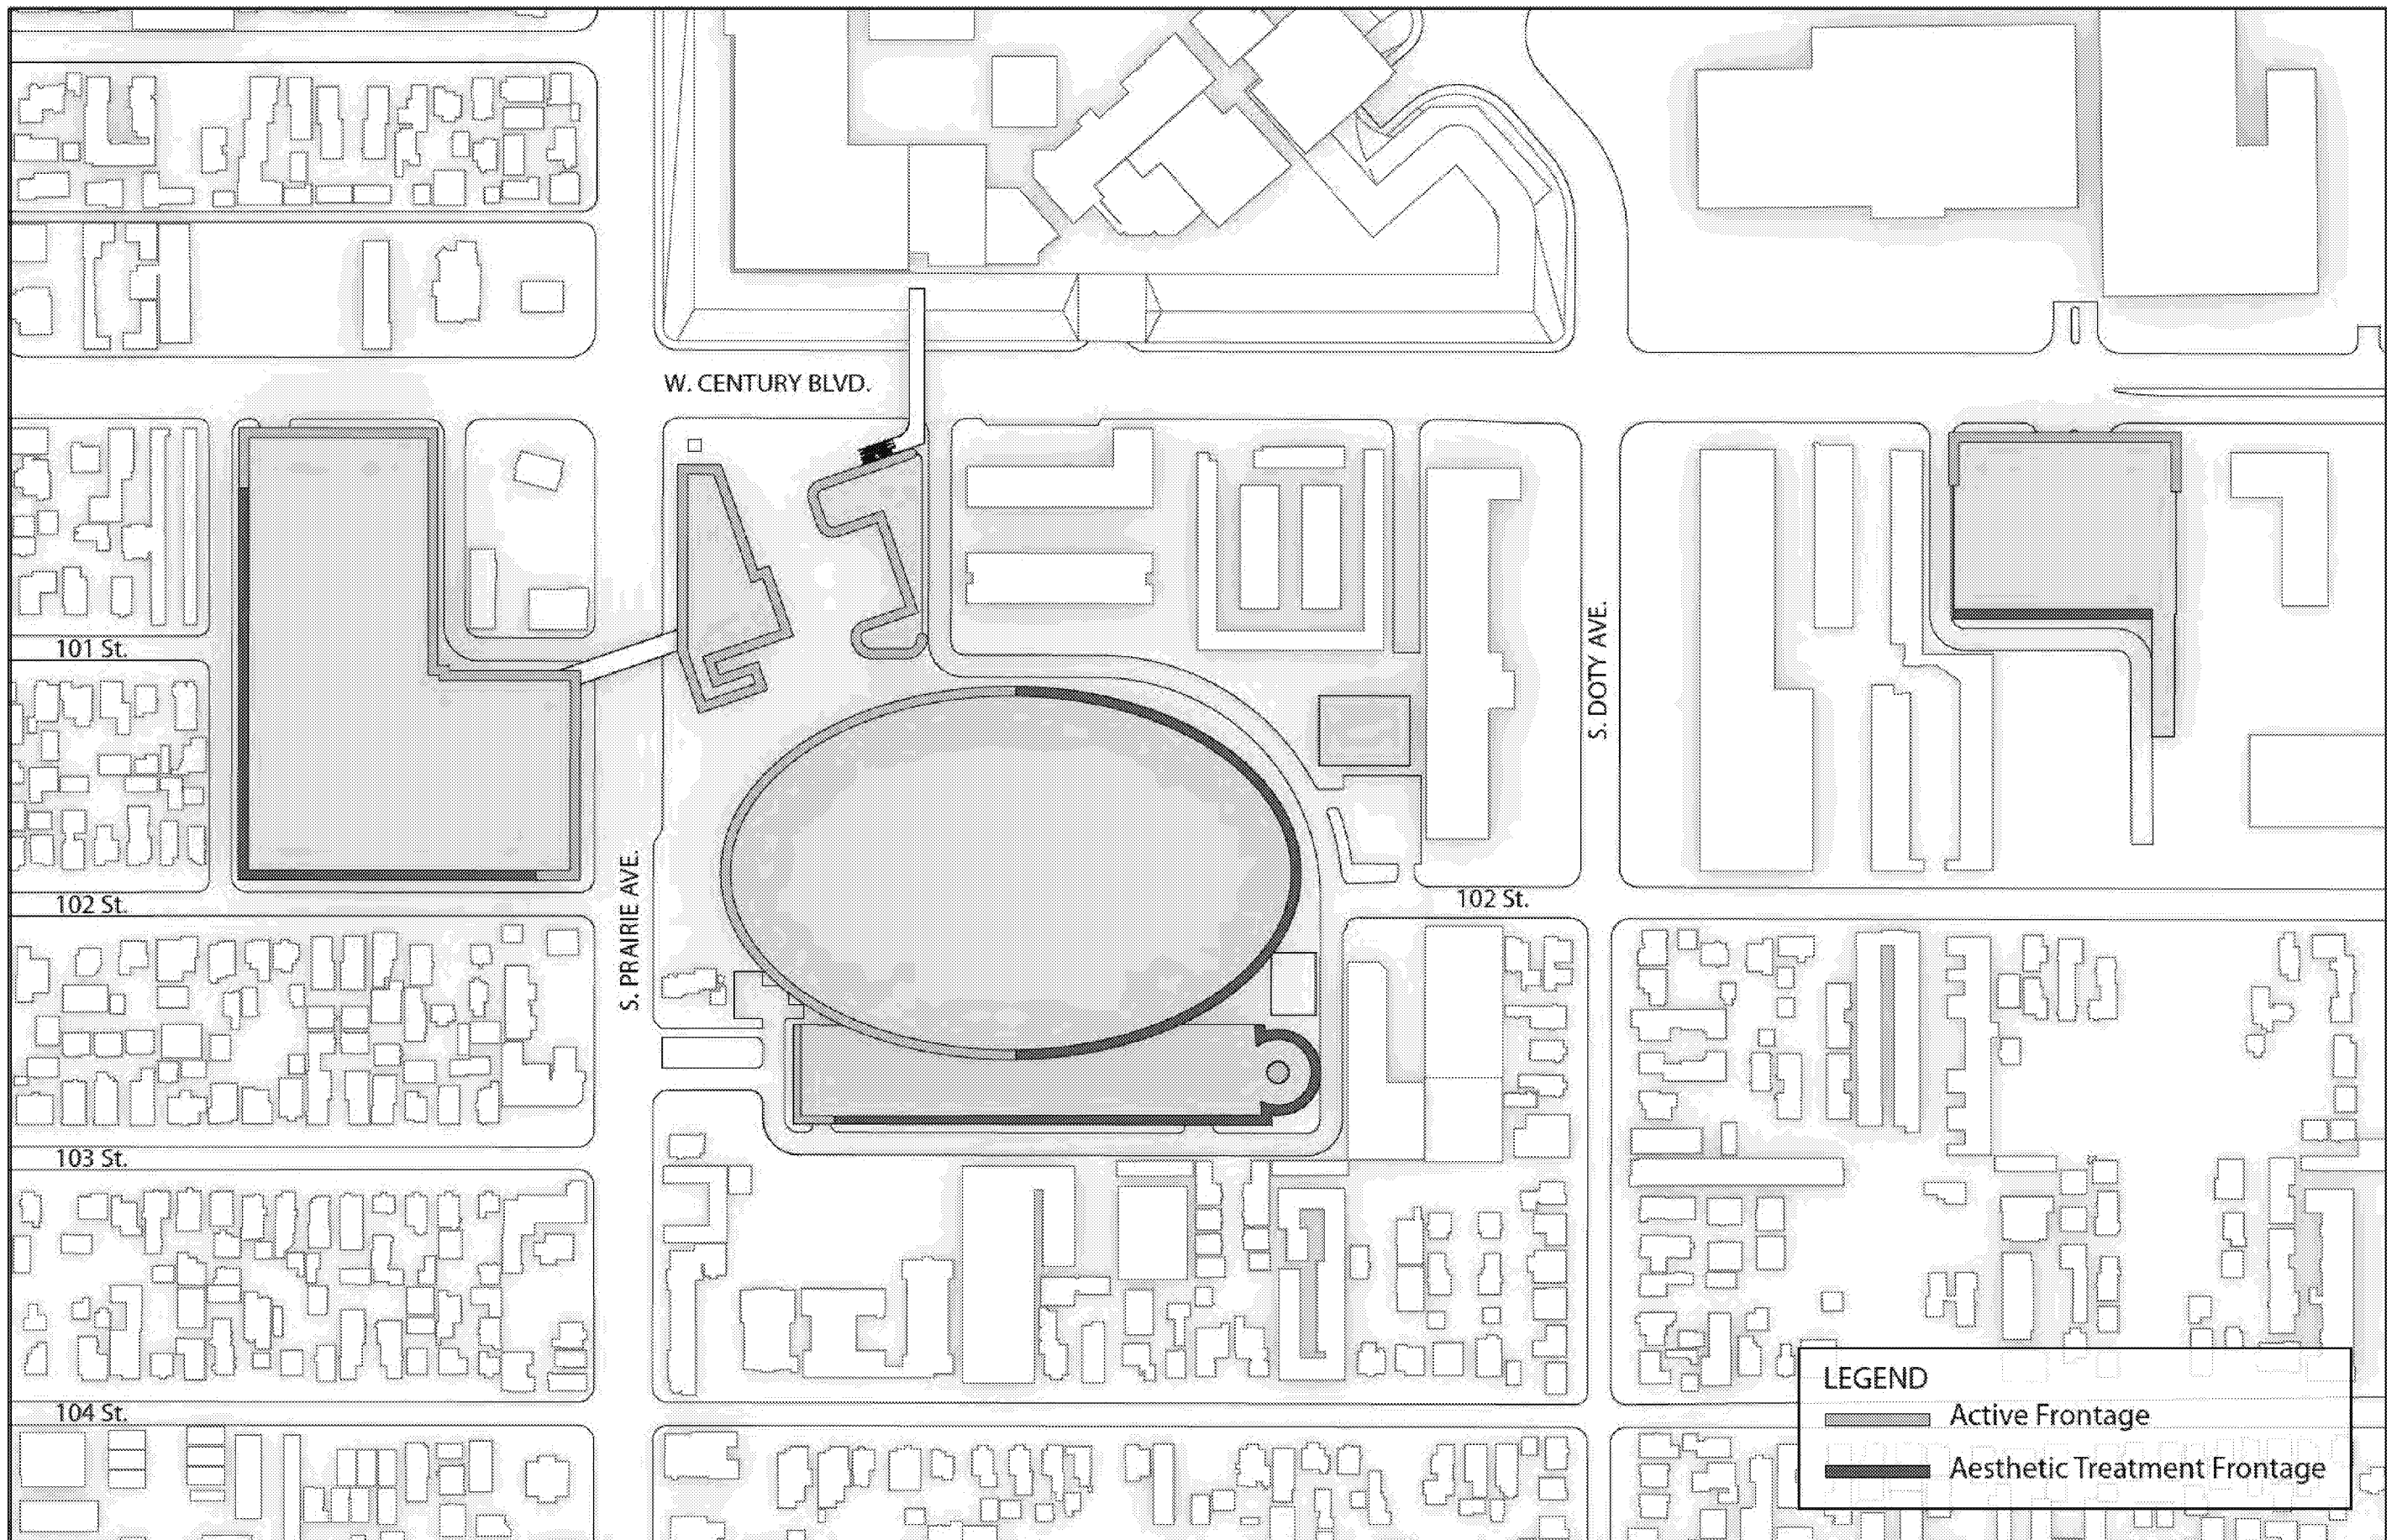 W. CENTURY BLVD.
101 St.
S. DOTY AVE.
102 St.
S. PRAIRIE AVE.
102 St.
103 St.
104 St.
LEGEND
Active Frontage
Aesthetic Treatment Frontage